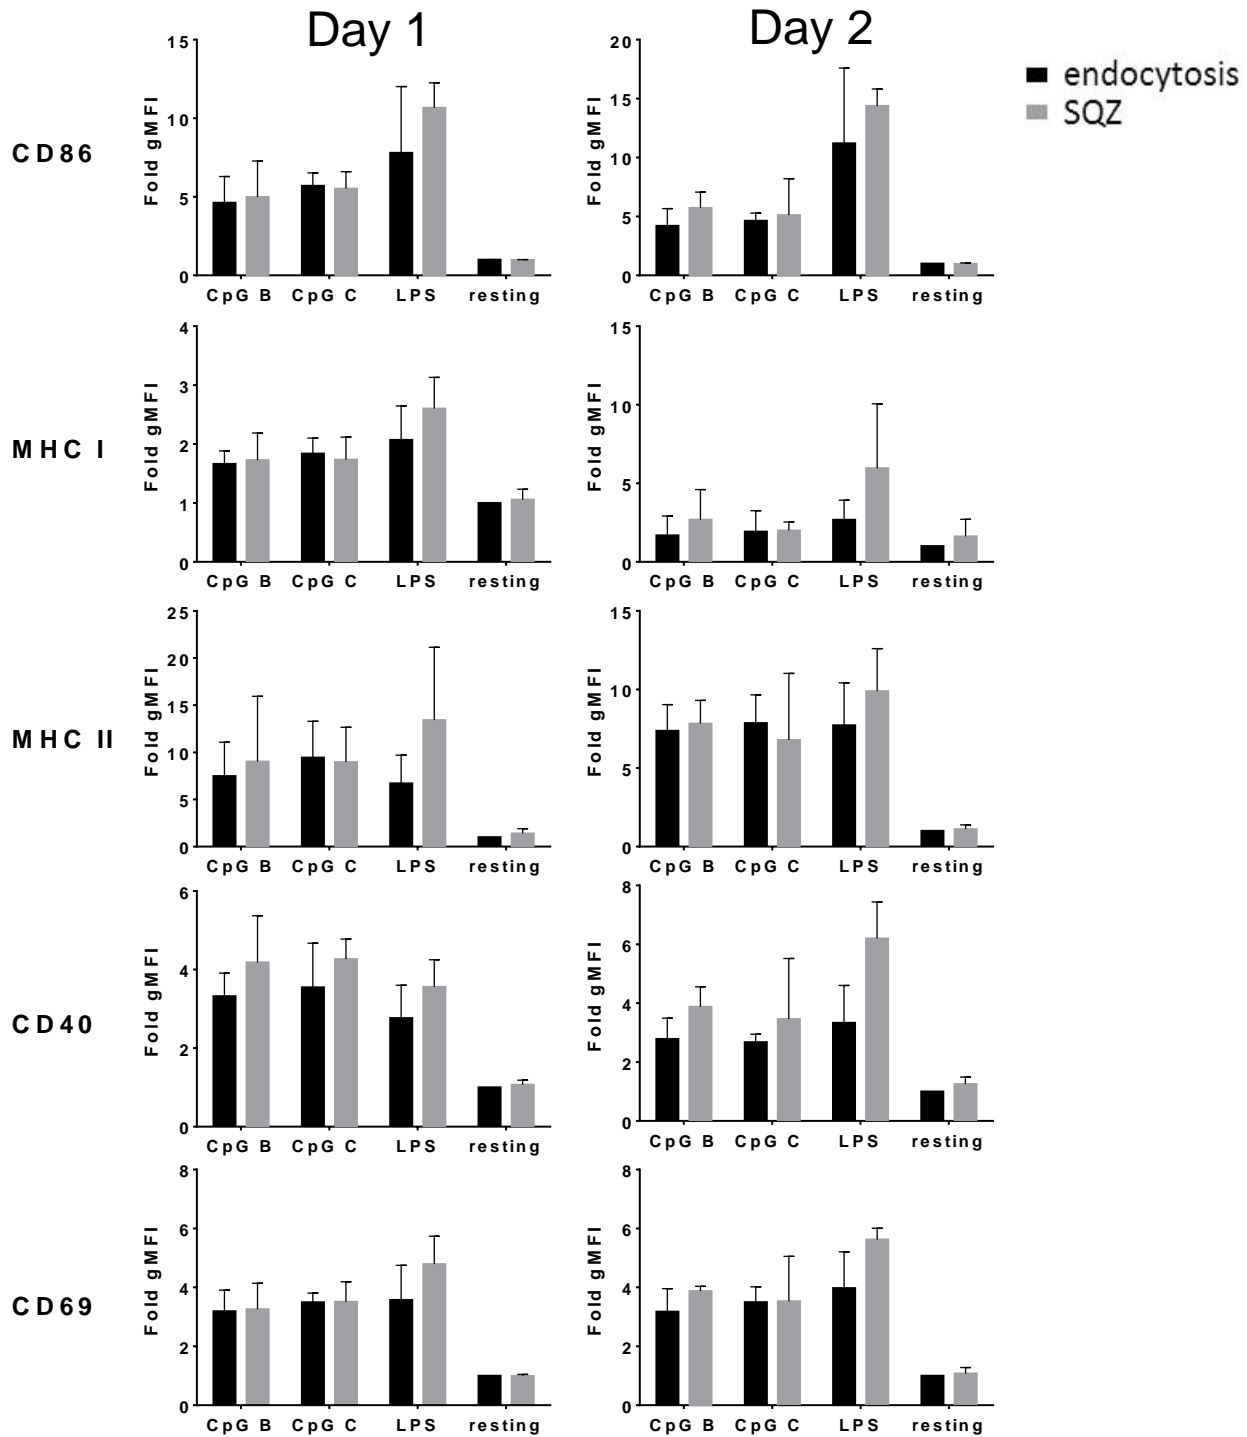 Day 1
Day 2
endocytosis
SQZ
CD86
Fold gMFI
15
10
5
0
CpG B CpG C LPS resting
Fold gMFI
20
15
10
5
0
CpG B CpG C LPS resting
MHC I
Fold gMFI
4
3
2
1
0
CpG B CpG C LPS resting
Fold gMFI
15
10
5
0
CpG B CpG C LPS resting
MHC II
Fold gMFI
25
20
15
10
5
0
CpG B CpG C LPS resting
Fold gMFI
15
10
5
0
CpG B CpG C LPS resting
CD40
Fold gMFI
6
4
2
0
CpG B CpG C LPS resting
Fold gMFI
8
6
4
2
0
CpG B CpG C LPS resting
CD69
Fold gMFI
8
6
4
2
0
CpG B CpG C LPS resting
Fold gMFI
8
6
4
2
0
CpG B CpG C LPS resting